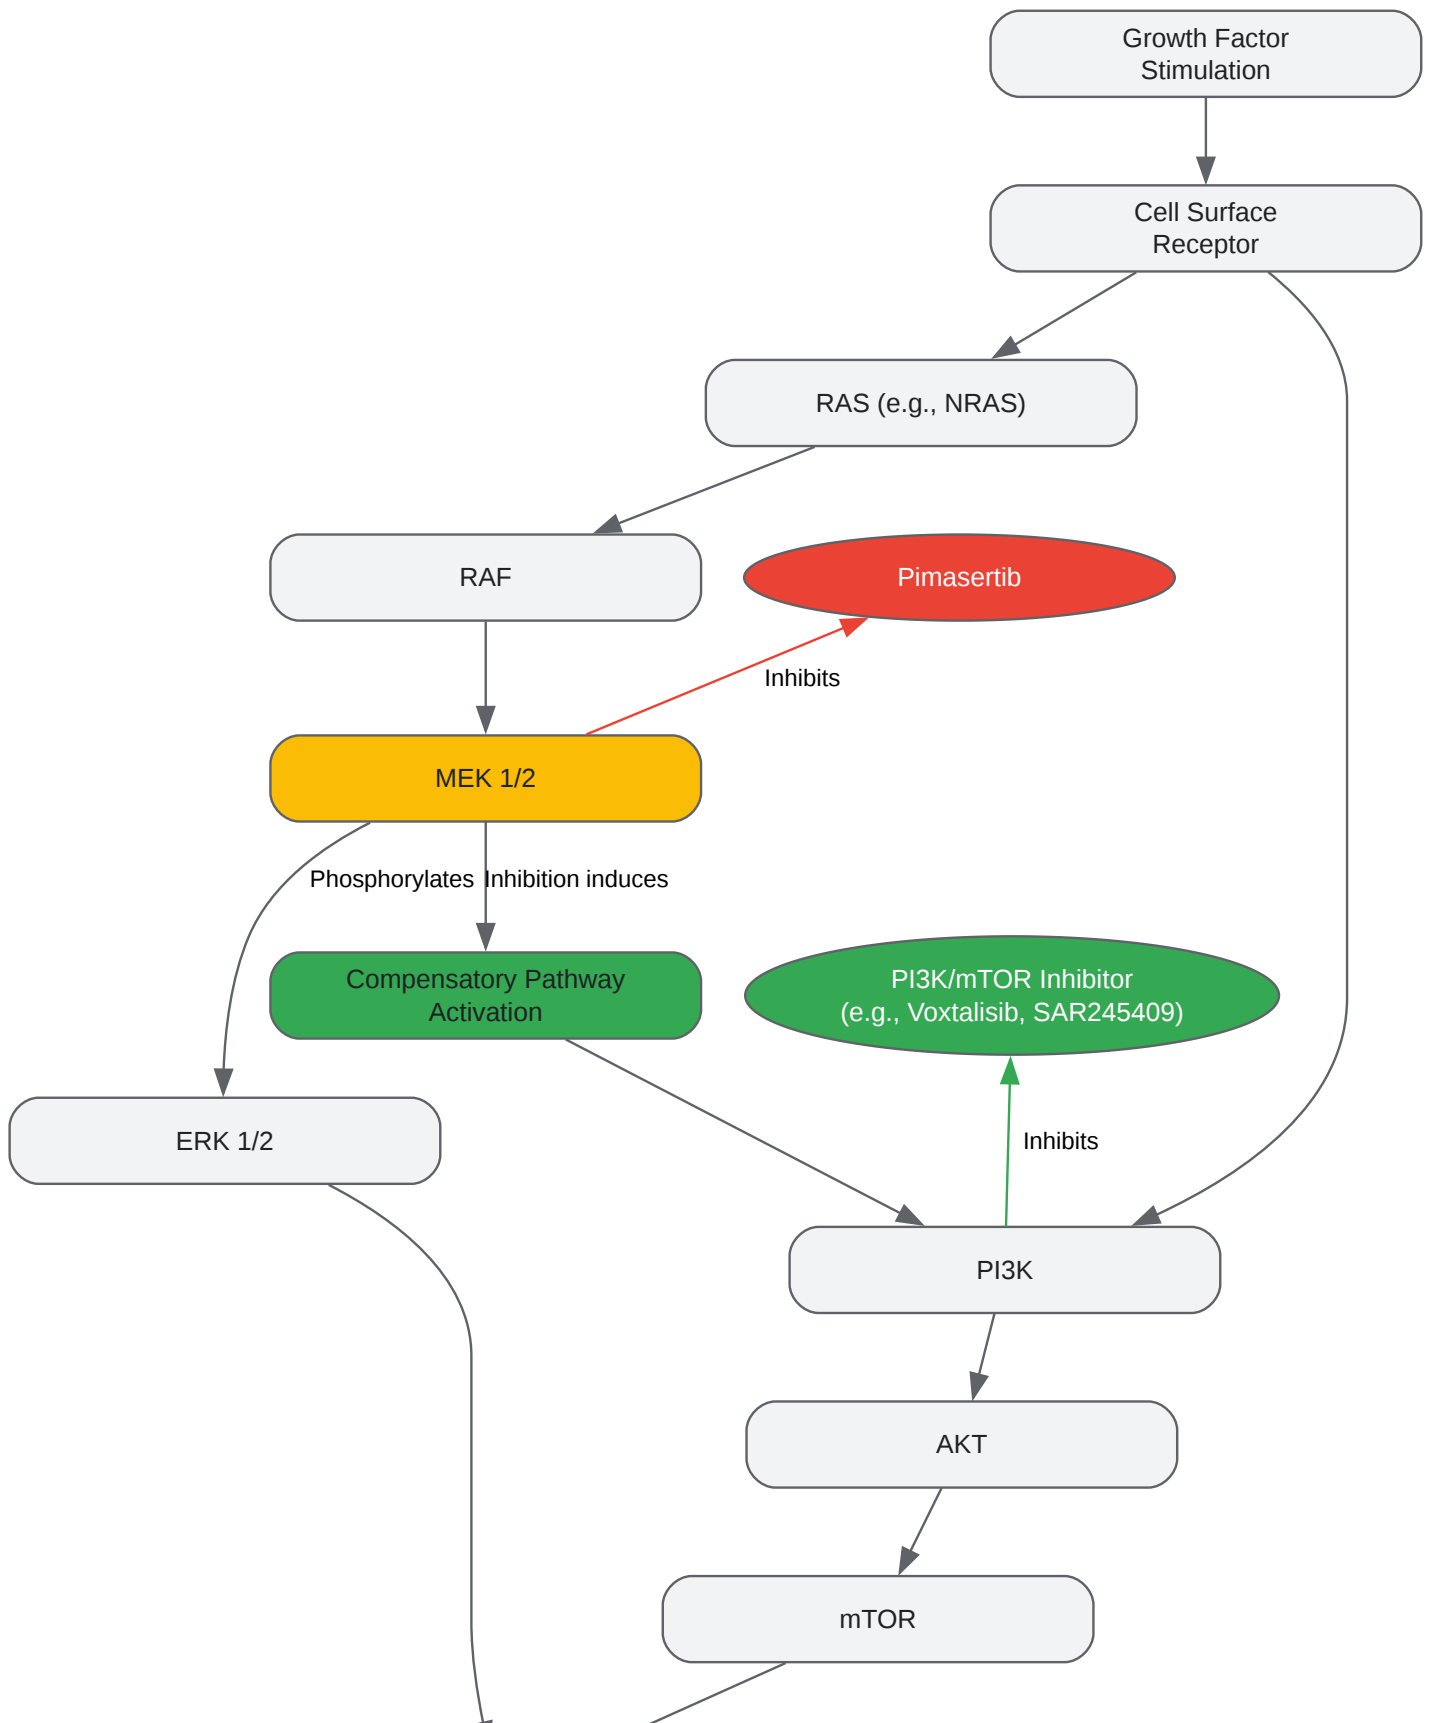 Growth Factor
Stimulation
Cell Surface
Receptor
RAS (e.g., NRAS)
RAF
Pimasertib
Inhibits
MEK 1/2
Phosphorylates
Inhibition induces
Compensatory Pathway
Activation
PI3K/mTOR Inhibitor
(e.g., Voxtalisib, SAR245409)
ERK 1/2
Inhibits
PI3K
AKT
mTOR